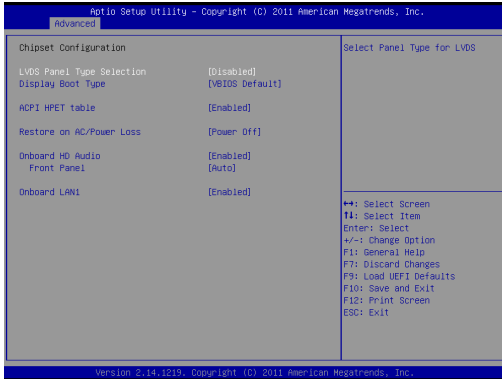 Aptio Setup Utility – Copyright (C) 2011 American Megatrends, Inc.
Advanced
Chipset Configuration
LVDS Panel Type Selection [Disabled]
Display Boot Type [VBIOS Default]
ACPI HPET table [Enabled]
Restore on AC/Power Loss [Power Off]
Onboard HD Audio [Enabled]
Front Panel [Auto]
Onboard LAN1 [Enabled]
Select Panel Type for LVDS
↔: Select Screen
↑↓: Select Item
Enter: Select
+/-: Change Option
F1: General Help
F7: Discard Changes
F9: Load UEFI Defaults
F10: Save and Exit
F12: Print Screen
ESC: Exit
Version 2.14.1219. Copyright (C) 2011 American Megatrends, Inc.